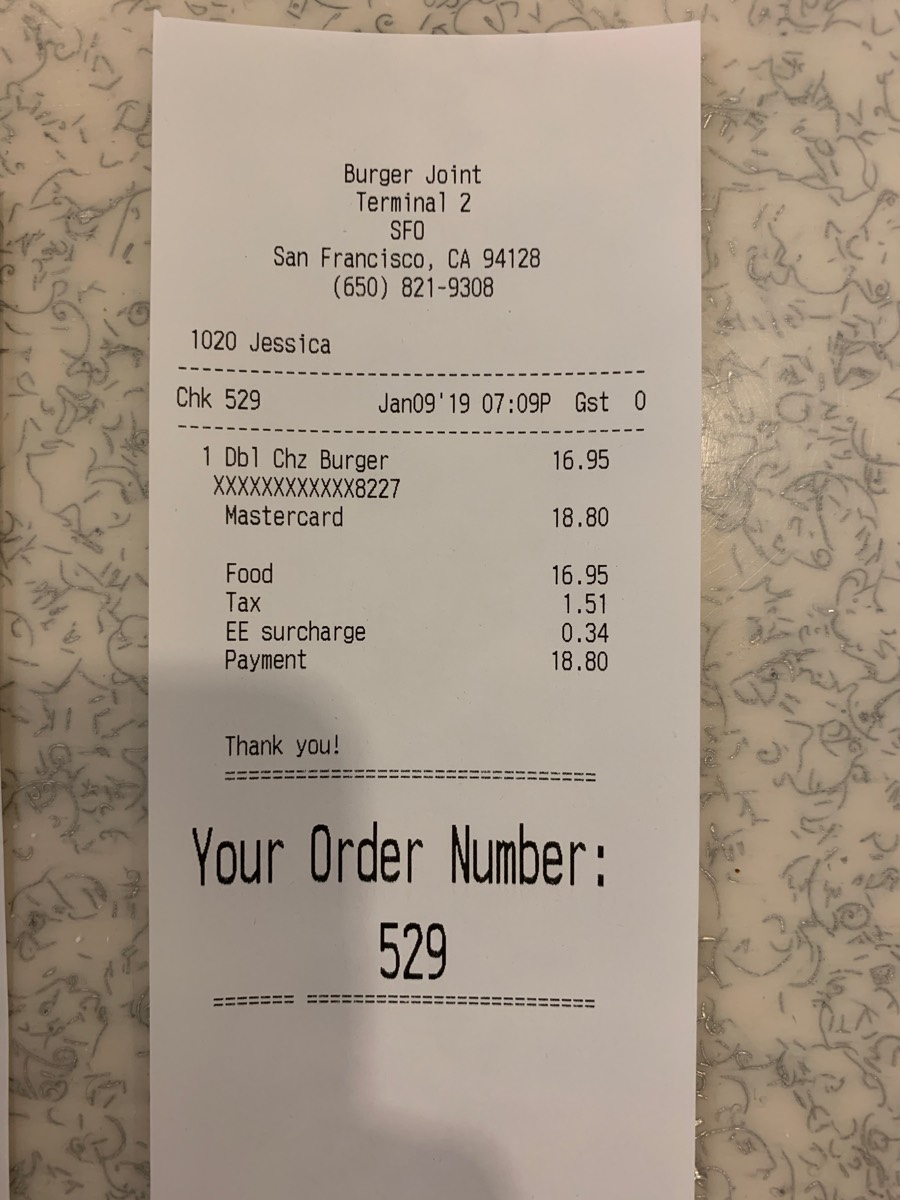 Burger Joint
Terminal 2
SFO
San Francisco, CA 94128
(650) 821-9308
1020 Jessica
---------------------------------------
Chk 529 Jan09'19 07:09P Gst 0
---------------------------------------
1 Dbl Chz Burger 16.95
XXXXXXXXXXXX8227
Mastercard 18.80
Food 16.95
Tax 1.51
EE surcharge 0.34
Payment 18.80
Thank you!
================================
Your Order Number:
529
======= =========================